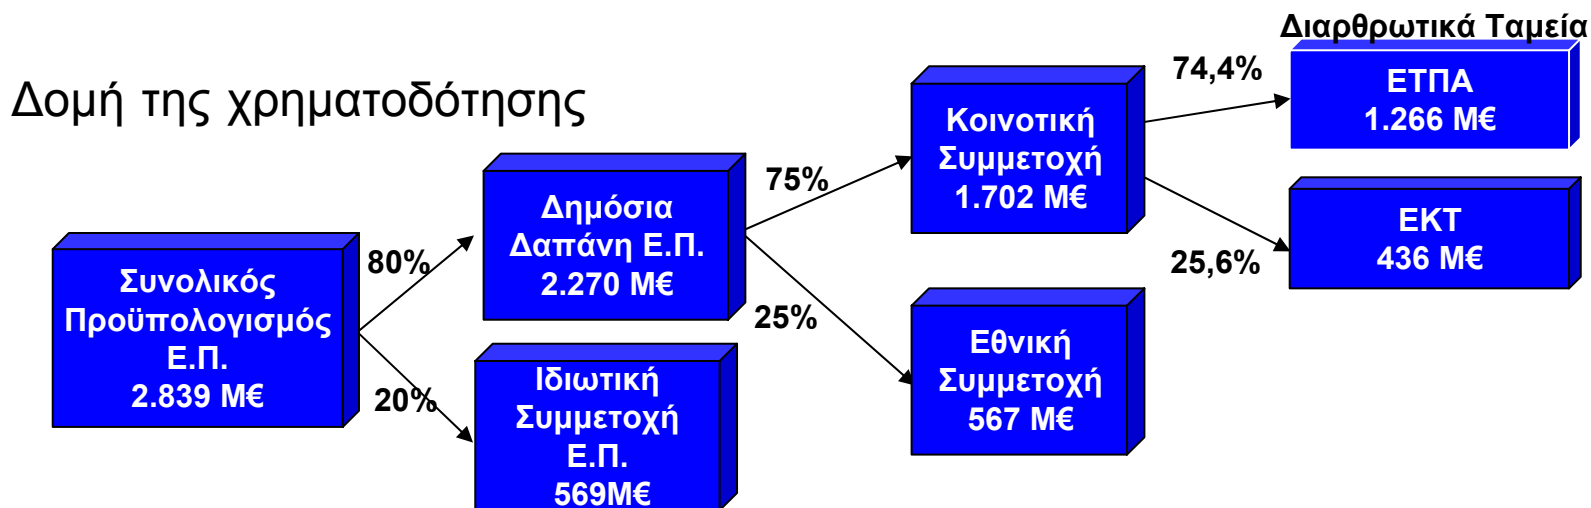 Διαρθρωτικά Ταμεία
Δομή της χρηματοδότησης
Συνολικός
Προϋπολογισμός
Ε.Π.
2.839 Μ€
80%
20%
Δημόσια
Δαπάνη Ε.Π.
2.270 Μ€
Ιδιωτική
Συμμετοχή
Ε.Π.
569Μ€
75%
25%
Κοινοτική
Συμμετοχή
1.702 Μ€
Εθνική
Συμμετοχή
567 Μ€
74,4%
25,6%
ΕΤΠΑ
1.266 Μ€
ΕΚΤ
436 Μ€